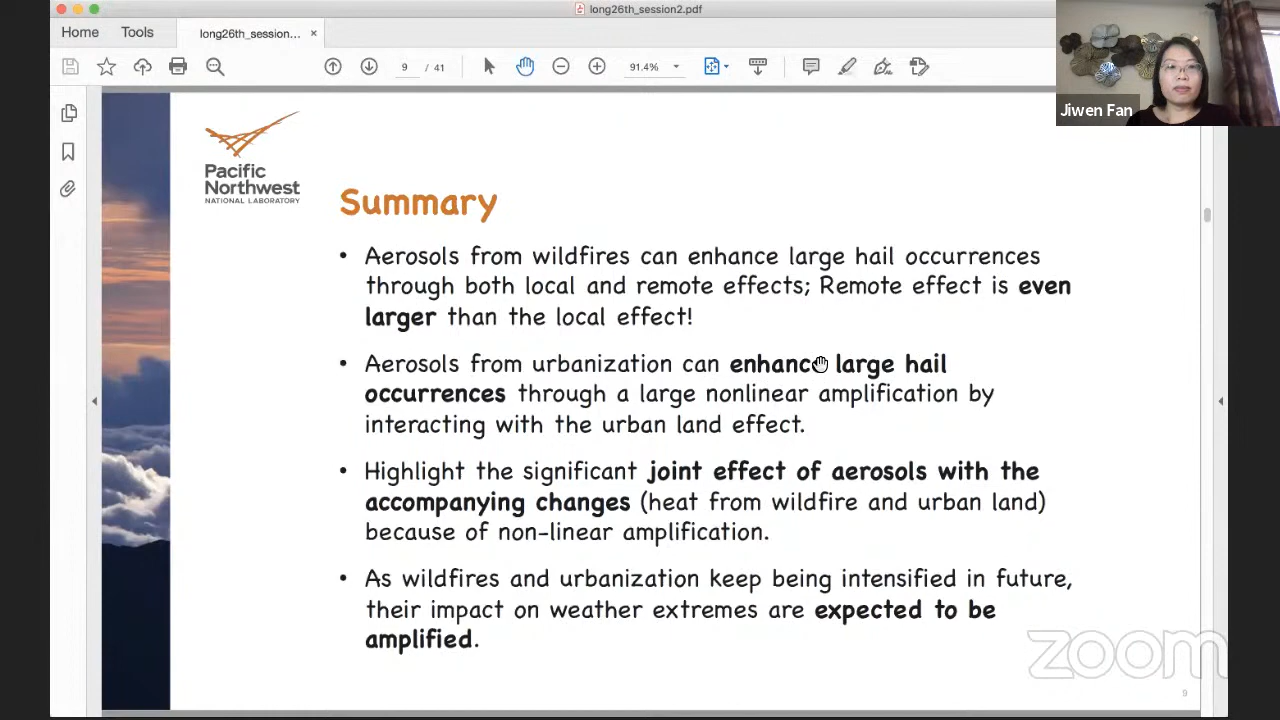 long26th_session2.pdf
Home
Tools
long26th_session...
×
9 / 41
91.4%
Jiwen Fan
Pacific
Northwest
NATIONAL LABORATORY
Summary
• Aerosols from wildfires can enhance large hail occurrences
through both local and remote effects; Remote effect is even
larger than the local effect!
• Aerosols from urbanization can enhance large hail
occurrences through a large nonlinear amplification by
interacting with the urban land effect.
• Highlight the significant joint effect of aerosols with the
accompanying changes (heat from wildfire and urban land)
because of non-linear amplification.
• As wildfires and urbanization keep being intensified in future,
their impact on weather extremes are expected to be
amplified.
zoom
9